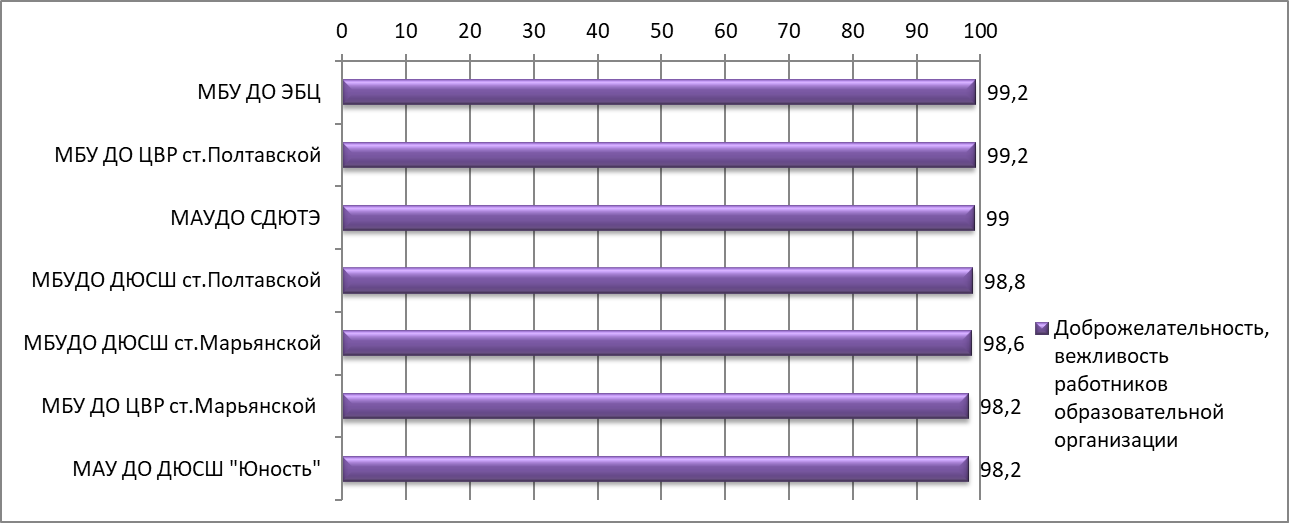 0 10 20 30 40 50 60 70 80 90 100
МБУ ДО ЭБЦ 99,2
МБУ ДО ЦВР ст.Полтавской 99,2
МАУДО СДЮТЭ 99
МБУДО ДЮСШ ст.Полтавской 98,8
МБУДО ДЮСШ ст.Марьянской 98,6
МБУ ДО ЦВР ст.Марьянской 98,2
МАУ ДО ДЮСШ "Юность" 98,2
Доброжелательность,
вежливость
работников
образовательной
организации